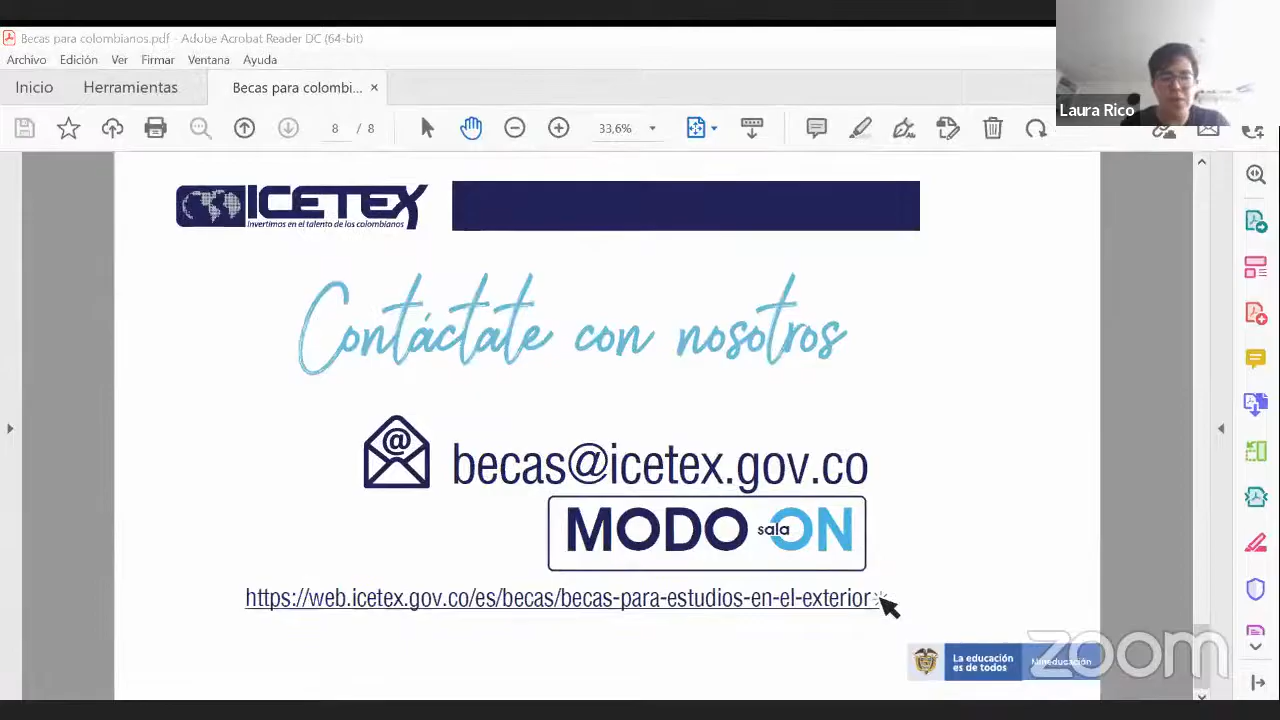 Becas para colombianos.pdf - Adobe Acrobat Reader DC (64-bit)
Archivo Edición Ver Firmar Ventana Ayuda
Inicio Herramientas Becas para colombi... ×
8 / 8 33,6%
Laura Rico
ICETEX
Invertimos en el talento de los colombianos
Contáctate con nosotros
@ becas@icetex.gov.co
MODO sala ON
https://web.icetex.gov.co/es/becas/becas-para-estudios-en-el-exterior
La educación
es de todos
Mineducación
zoom